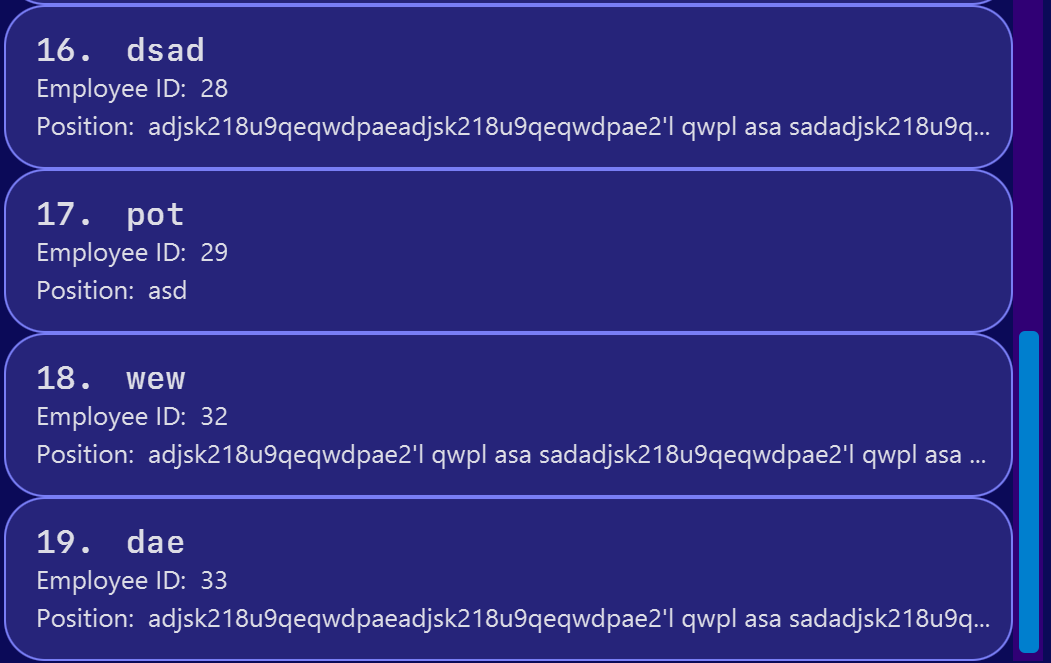 16. dsad
Employee ID: 28
Position: adjsk218u9qeqwdpaeadjsk218u9qeqwdpae2'l qwpl asa sadadjsk218u9q...
17. pot
Employee ID: 29
Position: asd
18. wew
Employee ID: 32
Position: adjsk218u9qeqwdpae2'l qwpl asa sadadjsk218u9qeqwdpae2'l qwpl asa ...
19. dae
Employee ID: 33
Position: adjsk218u9qeqwdpaeadjsk218u9qeqwdpae2'l qwpl asa sadadjsk218u9q...